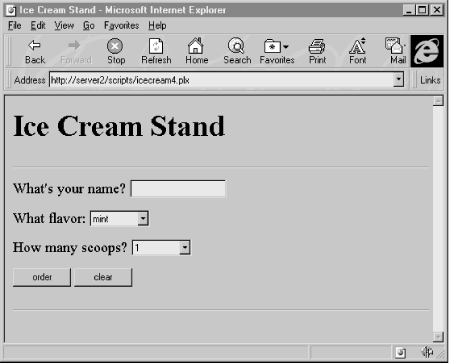 Ice Cream Stand - Microsoft Internet Explorer
File Edit View Go Favorites Help
Back Forward Stop Refresh Home Search Favorites Print Font Mail
Address http://server2/scripts/icecream4.plx Links
Ice Cream Stand
What's your name?
What flavor: mint
How many scoops? 1
order clear